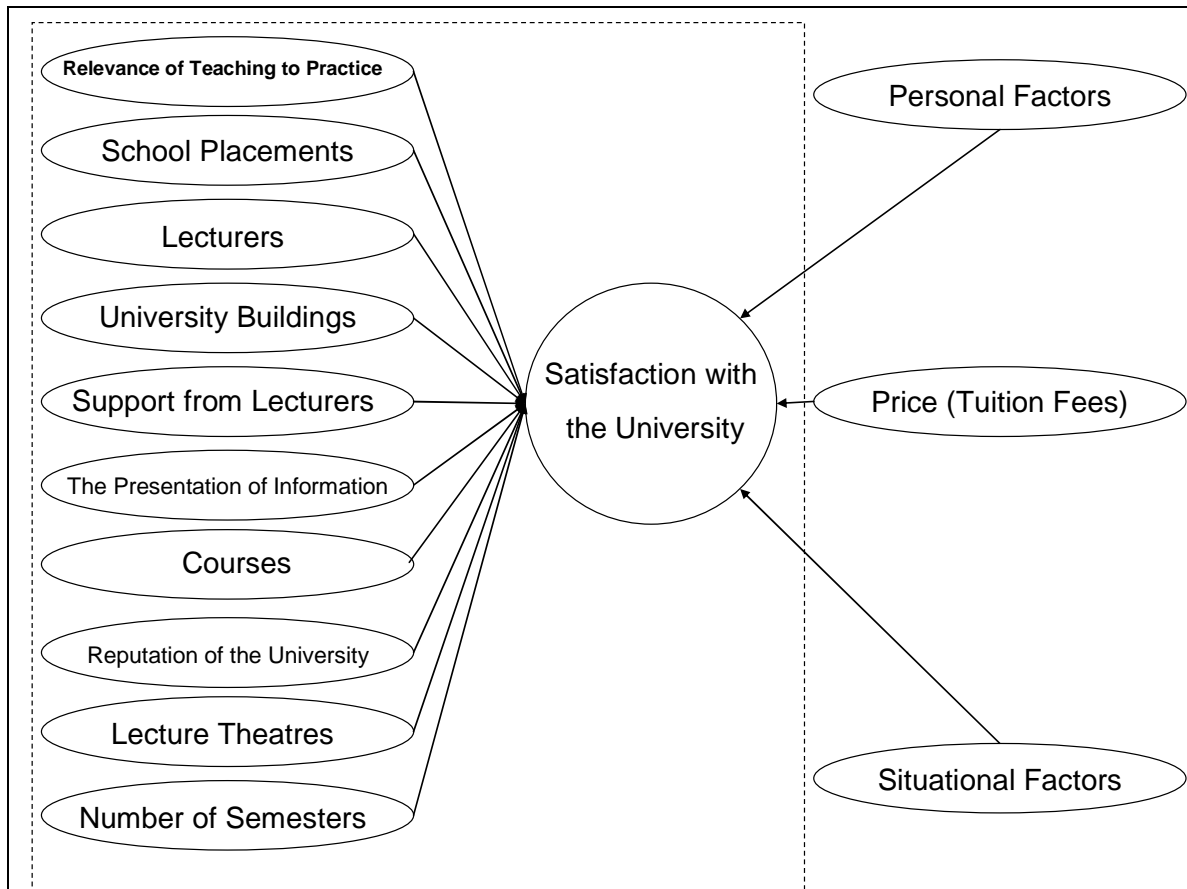 Relevance of Teaching to Practice
School Placements
Lecturers
University Buildings
Support from Lecturers
The Presentation of Information
Courses
Reputation of the University
Lecture Theatres
Number of Semesters
Satisfaction with
the University
Personal Factors
Price (Tuition Fees)
Situational Factors